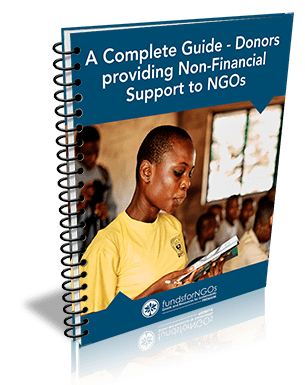 A Complete Guide - Donors
providing Non-Financial
Support to NGOs
fundsforNGOs